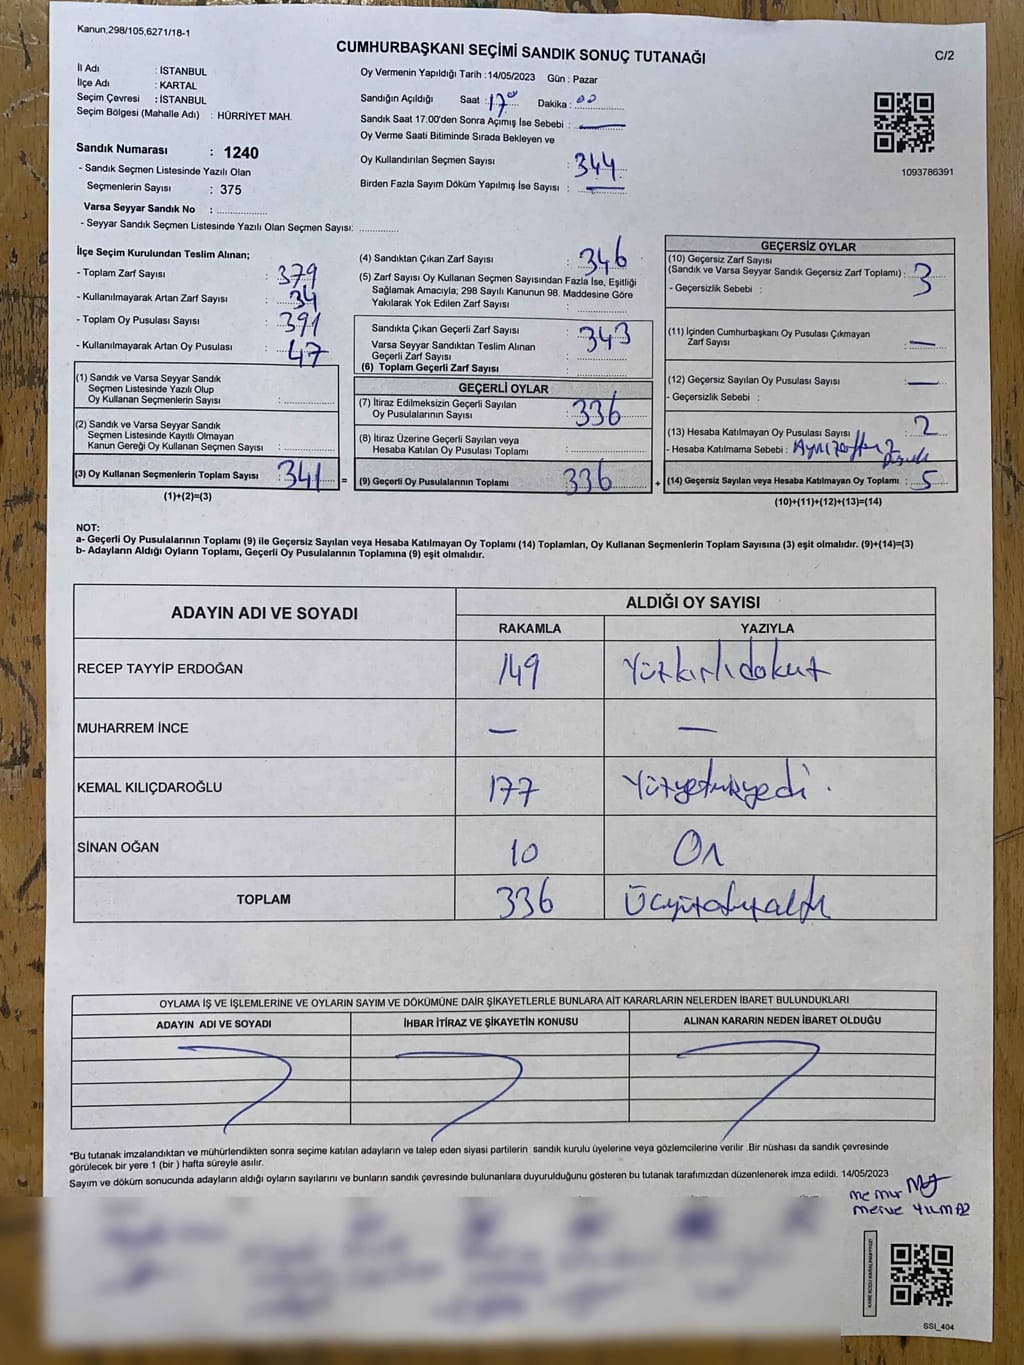 Kanun,298/105,6271/18-1
CUMHURBAŞKANI SEÇİMİ SANDIK SONUÇ TUTANAĞI
C/2
İl Adı : İSTANBUL
İlçe Adı : KARTAL
Seçim Çevresi : İSTANBUL
Seçim Bölgesi (Mahalle Adı) : HÜRRİYET MAH.
Sandık Numarası : 1240
- Sandık Seçmen Listesinde Yazılı Olan
Seçmenlerin Sayısı : 375
Varsa Seyyar Sandık No : ................
- Seyyar Sandık Seçmen Listesinde Yazılı Olan Seçmen Sayısı: .............
Oy Vermenin Yapıldığı Tarih :14/05/2023 Gün : Pazar
Sandığın Açıldığı Saat : 17 00 Dakika : 00
Sandık Saat 17.00'den Sonra Açımış İse Sebebi : —
Oy Verme Saati Bitiminde Sırada Bekleyen ve
Oy Kullandırılan Seçmen Sayısı : 344
Birden Fazla Sayım Döküm Yapılmış İse Sayısı : —
1093786391
İlçe Seçim Kurulundan Teslim Alınan;
- Toplam Zarf Sayısı : 379
- Kullanılmayarak Artan Zarf Sayısı : 34
- Toplam Oy Pusulası Sayısı : 391
- Kullanılmayarak Artan Oy Pusulası : 47
(1) Sandık ve Varsa Seyyar Sandık
Seçmen Listesinde Yazılı Olup
Oy Kullanan Seçmenlerin Sayısı : ................
(2) Sandık ve Varsa Seyyar Sandık
Seçmen Listesinde Kayıtlı Olmayan
Kanun Gereği Oy Kullanan Seçmen Sayısı : ................
(3) Oy Kullanan Seçmenlerin Toplam Sayısı : 341 =
(1)+(2)=(3)
(4) Sandıktan Çıkan Zarf Sayısı : 346
(5) Zarf Sayısı Oy Kullanan Seçmen Sayısından Fazla İse, Eşitliği
Sağlamak Amacıyla; 298 Sayılı Kanunun 98. Maddesine Göre
Yakılarak Yok Edilen Zarf Sayısı : ................
Sandıkta Çıkan Geçerli Zarf Sayısı : 343
Varsa Seyyar Sandıktan Teslim Alınan
Geçerli Zarf Sayısı : ................
(6) Toplam Geçerli Zarf Sayısı : ................
GEÇERLİ OYLAR
(7) İtiraz Edilmeksizin Geçerli Sayılan
Oy Pusulalarının Sayısı : 336
(8) İtiraz Üzerine Geçerli Sayılan veya
Hesaba Katılan Oy Pusulası Toplamı : ................
(9) Geçerli Oy Pusulalarının Toplamı : 336 +
GEÇERSİZ OYLAR
(10) Geçersiz Zarf Sayısı
(Sandık ve Varsa Seyyar Sandık Geçersiz Zarf Toplamı) : 3
- Geçersizlik Sebebi :
(11) İçinden Cumhurbaşkanı Oy Pusulası Çıkmayan
Zarf Sayısı : —
(12) Geçersiz Sayılan Oy Pusulası Sayısı : —
- Geçersizlik Sebebi :
(13) Hesaba Katılmayan Oy Pusulası Sayısı : 2
- Hesaba Katılmama Sebebi : Aynı zarftan 2
(14) Geçersiz Sayılan veya Hesaba Katılmayan Oy Toplamı : 5
(10)+(11)+(12)+(13)=(14)
NOT:
a- Geçerli Oy Pusulalarının Toplamı (9) ile Geçersiz Sayılan veya Hesaba Katılmayan Oy Toplamı (14) Toplamları, Oy Kullanan Seçmenlerin Toplam Sayısına (3) eşit olmalıdır. (9)+(14)=(3)
b- Adayların Aldığı Oyların Toplamı, Geçerli Oy Pusulalarının Toplamına (9) eşit olmalıdır.
ADAYIN ADI VE SOYADI
ALDIĞI OY SAYISI
RAKAMLA YAZIYLA
RECEP TAYYİP ERDOĞAN 149 Yüzkırkdokuz
MUHARREM İNCE — —
KEMAL KILIÇDAROĞLU 177 Yüzyetmişyedi
SİNAN OĞAN 10 On
TOPLAM 336 Üçyüzotuzaltı
OYLAMA İŞ VE İŞLEMLERİNE VE OYLARIN SAYIM VE DÖKÜMÜNE DAİR ŞİKAYETLERLE BUNLARA AİT KARARLARIN NELERDEN İBARET BULUNDUKLARI
ADAYIN ADI VE SOYADI İHBAR İTİRAZ VE ŞİKAYETİN KONUSU ALINAN KARARIN NEDEN İBARET OLDUĞU
*Bu tutanak imzalandıktan ve mühürlendikten sonra seçime katılan adayların ve talep eden siyasi partilerin sandık kurulu üyelerine veya gözlemcilerine verilir .Bir nüshası da sandık çevresinde
görülecek bir yere 1 (bir ) hafta süreyle asılır.
Sayım ve döküm sonucunda adayların aldığı oyların sayılarını ve bunların sandık çevresinde bulunanlara duyurulduğunu gösteren bu tutanak tarafımızdan düzenlenerek imza edildi. 14/05/2023
memur
merve YILMAZ
SSI_404